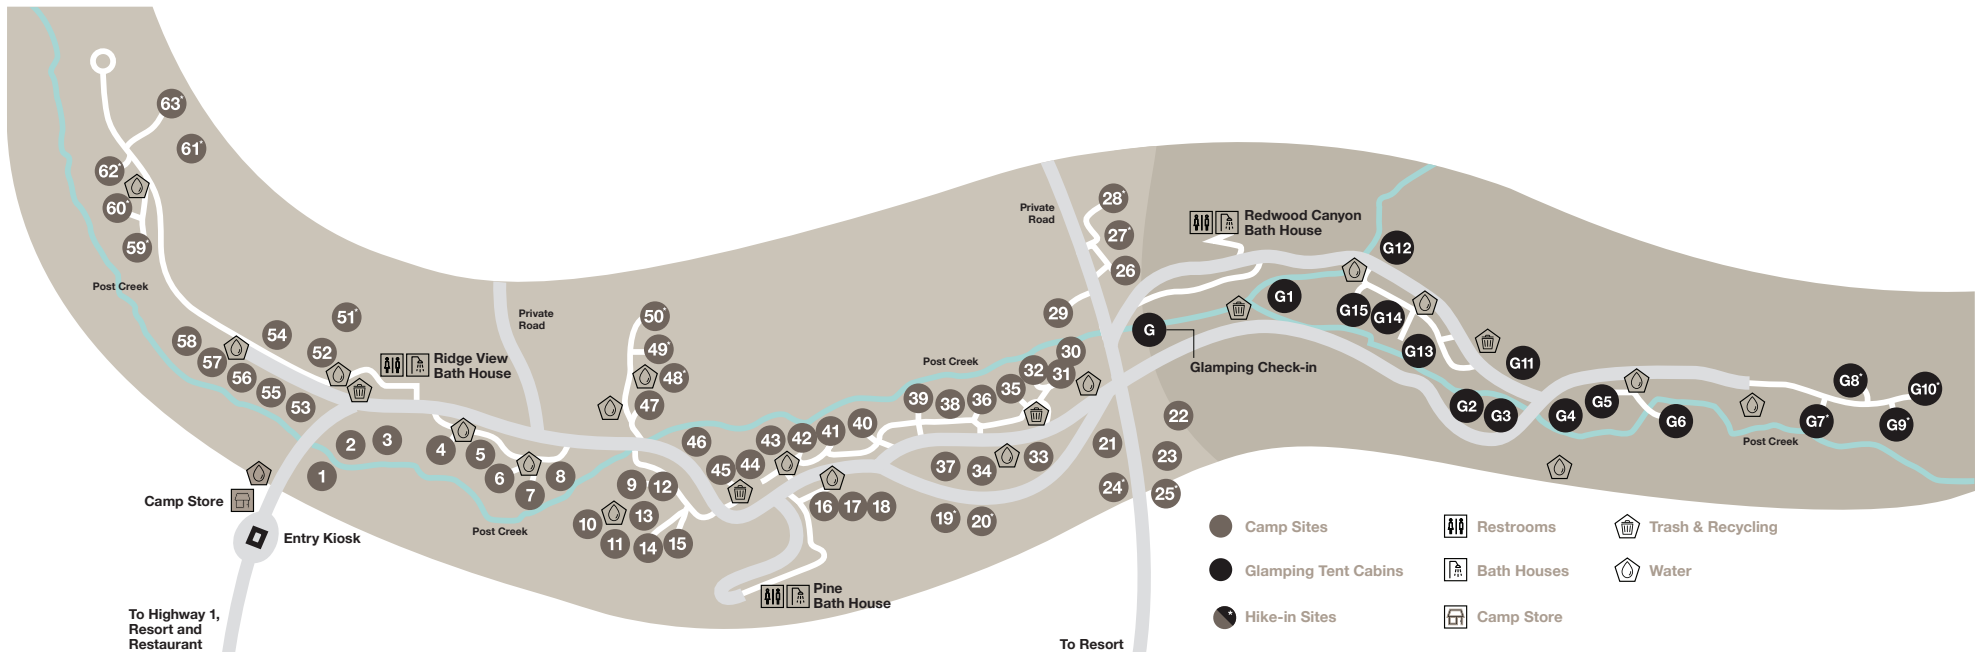 63*
61*
62*
60*
59*
Post Creek
58
57
56
55
53
54
52
51*
Ridge View
Bath House
Private
Road
50*
49*
48*
47
46
45
44
43
42
41
40
39
38
36
35
32
31
30
29
28*
27*
26
Private
Road
Post Creek
1
2
3
4
5
6
7
8
Post Creek
9
12
10
13
11
14
15
16
17
18
37
34
33
19*
20*
21
22
23
24*
25*
Camp Store
Entry Kiosk
To Highway 1,
Resort and
Restaurant
Pine
Bath House
To Resort
Redwood Canyon
Bath House
G
Glamping Check-in
G1
G12
G15
G14
G13
G11
G2
G3
G4
G5
G6
G7*
G8*
G9*
G10*
Post Creek
Camp Sites
Glamping Tent Cabins
* Hike-in Sites
Restrooms
Bath Houses
Camp Store
Trash & Recycling
Water